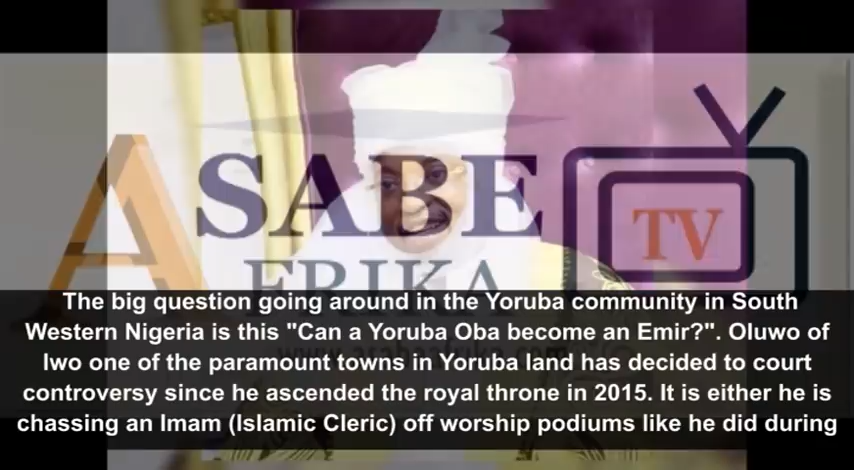 ASABE
AFRIKA
TV
The big question going around in the Yoruba community in South
Western Nigeria is this "Can a Yoruba Oba become an Emir?". Oluwo of
Iwo one of the paramount towns in Yoruba land has decided to court
controversy since he ascended the royal throne in 2015. It is either he is
chassing an Imam (Islamic Cleric) off worship podiums like he did during